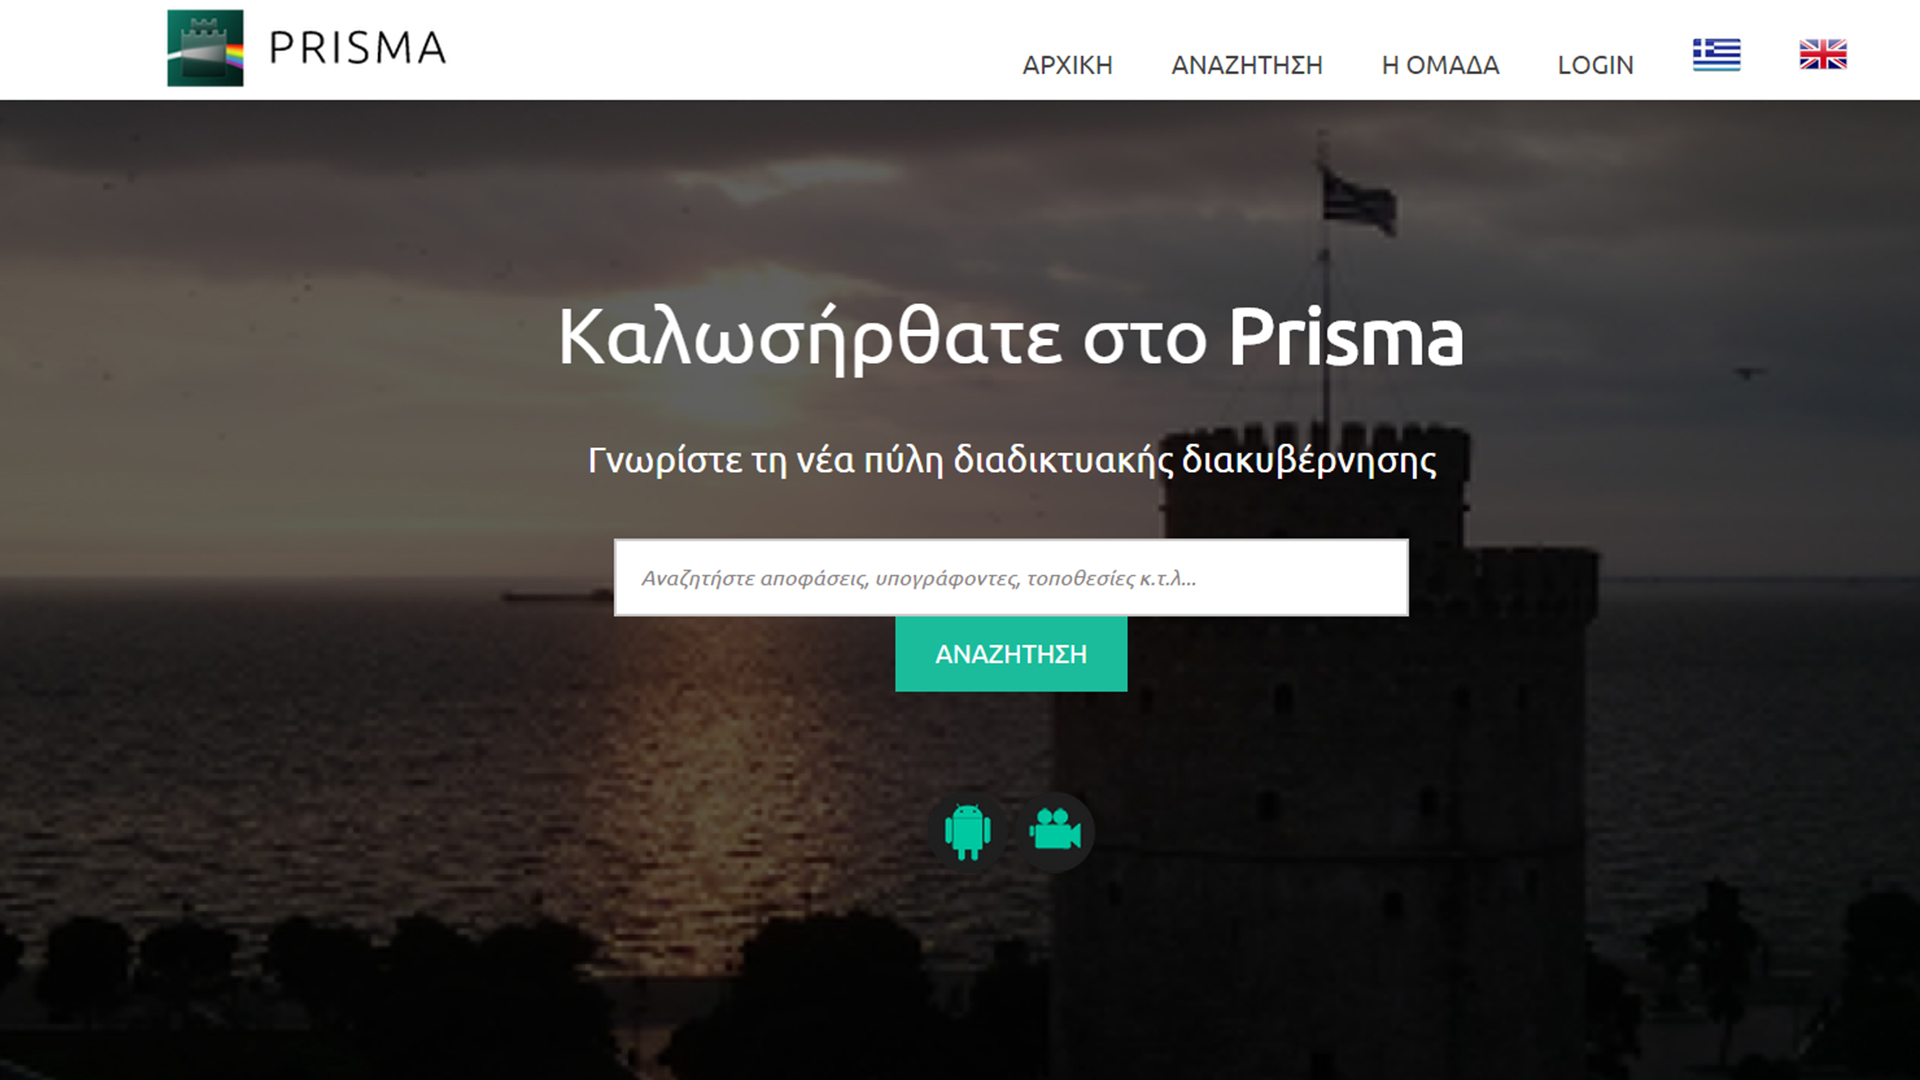 PRISMA
ΑΡΧΙΚΗ ΑΝΑΖΗΤΗΣΗ Η ΟΜΑΔΑ LOGIN
Καλωσήρθατε στο Prisma
Γνωρίστε τη νέα πύλη διαδικτυακής διακυβέρνησης
Αναζητήστε αποφάσεις, υπογράφοντες, τοποθεσίες κ.τ.λ...
ΑΝΑΖΗΤΗΣΗ